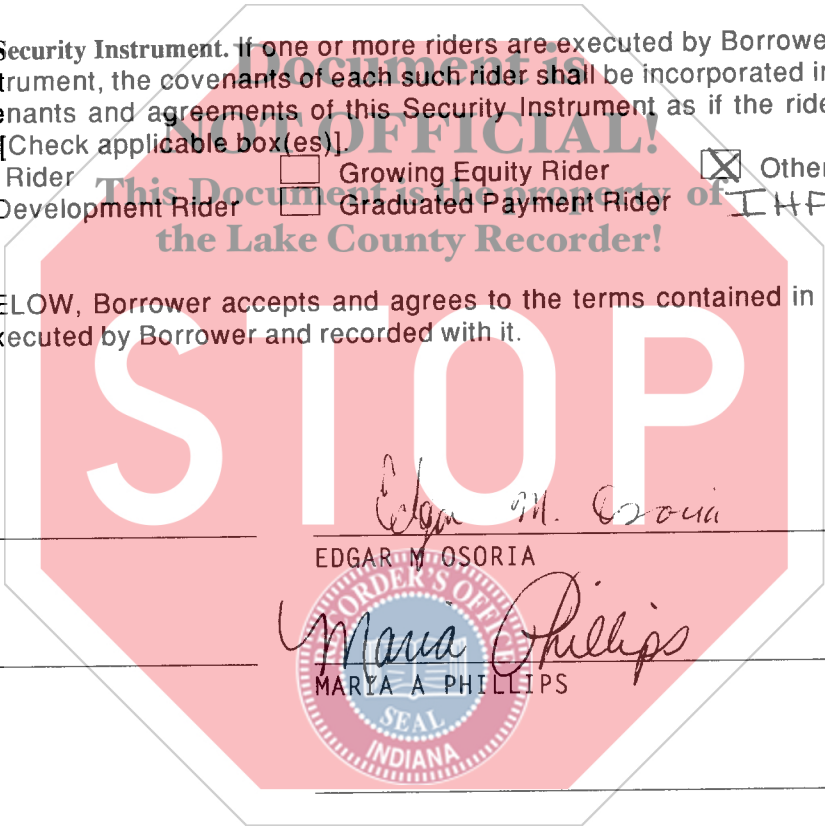 Security Instrument. If one or more riders are executed by Borrowe
trument, the covenants of each such rider shall be incorporated in
enants and agreements of this Security Instrument as if the ride
[Check applicable box(es)].
Rider Growing Equity Rider X Other
Development Rider Graduated Payment Rider IHF
Document is
NOT OFFICIAL!
This Document is the property of
the Lake County Recorder!
ELOW, Borrower accepts and agrees to the terms contained in
xecuted by Borrower and recorded with it.
STOP
Edgar M. Osoria
EDGAR M OSORIA
Maria Phillips
MARIA A PHILLIPS
RECORDER'S OFFICE
SEAL
INDIANA